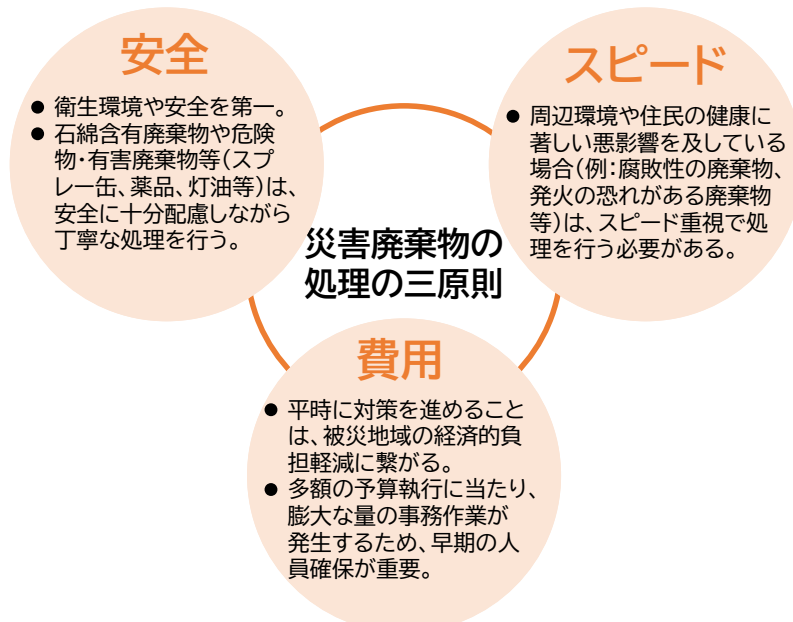 安全
● 衛生環境や安全を第一。
● 石綿含有廃棄物や危険
物・有害廃棄物等(スプ
レー缶、薬品、灯油等)は、
安全に十分配慮しながら
丁寧な処理を行う。
スピード
● 周辺環境や住民の健康に
著しい悪影響を及している
場合(例:腐敗性の廃棄物、
発火の恐れがある廃棄物
等)は、スピード重視で処
理を行う必要がある。
災害廃棄物の
処理の三原則
費用
● 平時に対策を進めること
は、被災地域の経済的負
担軽減に繋がる。
● 多額の予算執行に当たり、
膨大な量の事務作業が
発生するため、早期の人
員確保が重要。